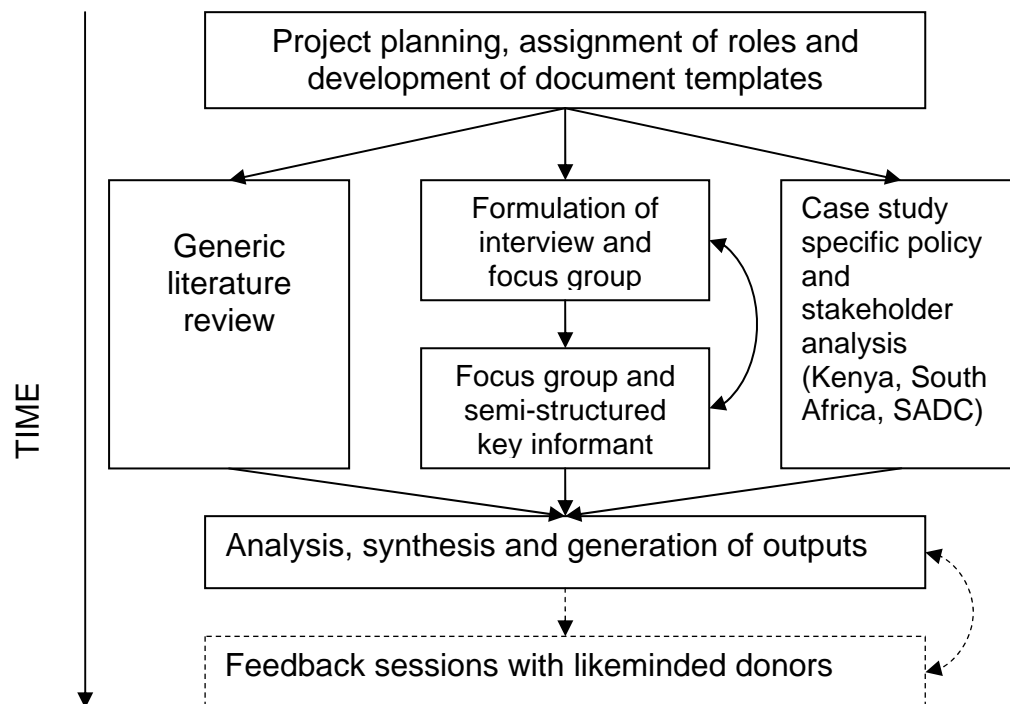 Project planning, assignment of roles and
development of document templates
Generic
literature
review
Formulation of
interview and
focus group
Focus group and
semi-structured
key informant
Case study
specific policy
and
stakeholder
analysis
(Kenya, South
Africa, SADC)
TIME
Analysis, synthesis and generation of outputs
Feedback sessions with likeminded donors